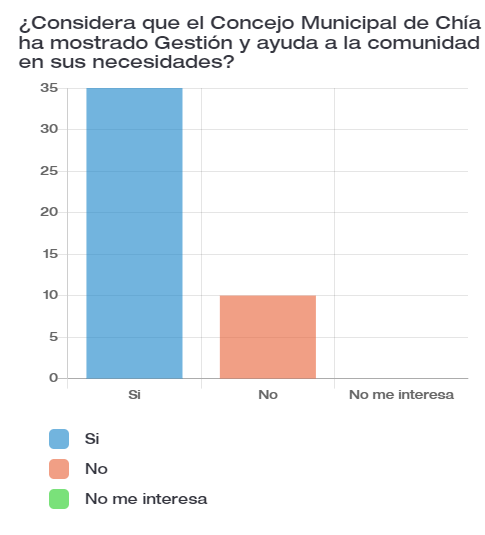 ¿Considera que el Concejo Municipal de Chía
ha mostrado Gestión y ayuda a la comunidad
en sus necesidades?
35
30
25
20
15
10
5
0
Si
No
No me interesa
Si
No
No me interesa